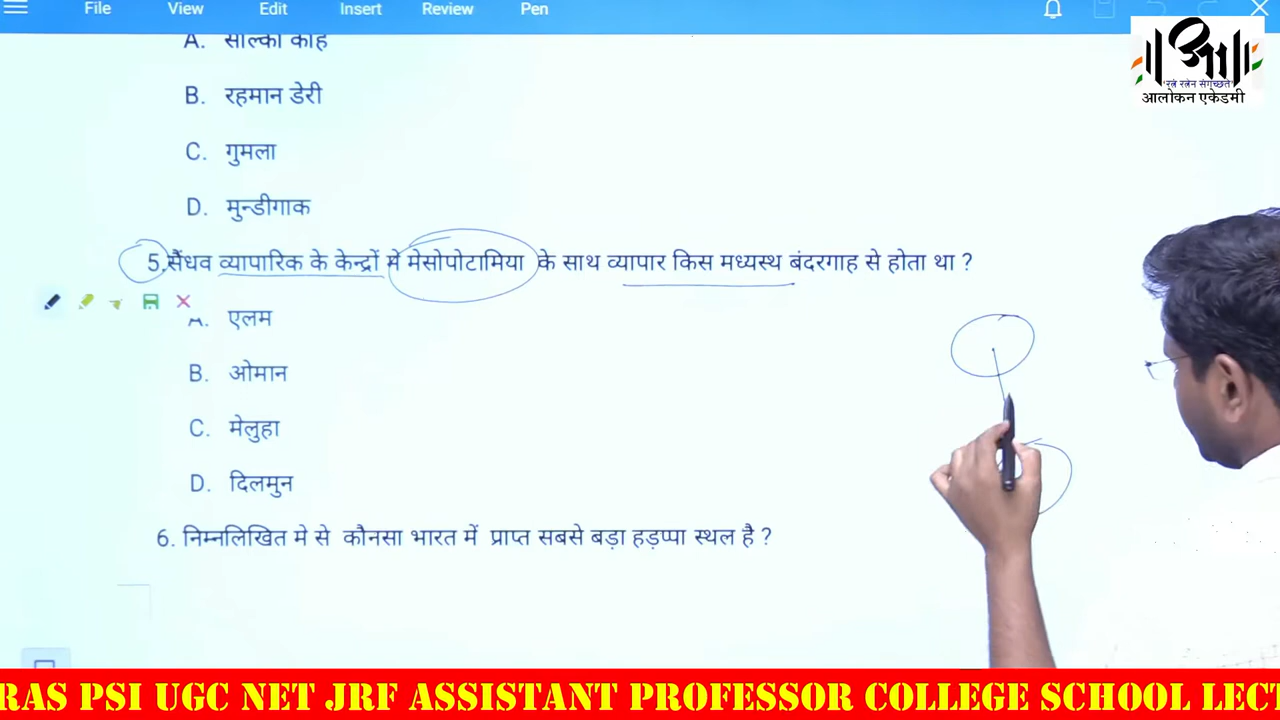 File View Edit Insert Review Pen
A. साल्का काह
B. रहमान डेरी
C. गुमला
D. मुन्डीगाक
5.सैंधव व्यापारिक के केन्द्रों मे मेसोपोटामिया के साथ व्यापार किस मध्यस्थ बंदरगाह से होता था ?
A. एलम
B. ओमान
C. मेलुहा
D. दिलमुन
6. निम्नलिखित मे से कौनसा भारत में प्राप्त सबसे बड़ा हड़प्पा स्थल है ?
आलोकन एकेडमी
RAS PSI UGC NET JRF ASSISTANT PROFESSOR COLLEGE SCHOOL LECT